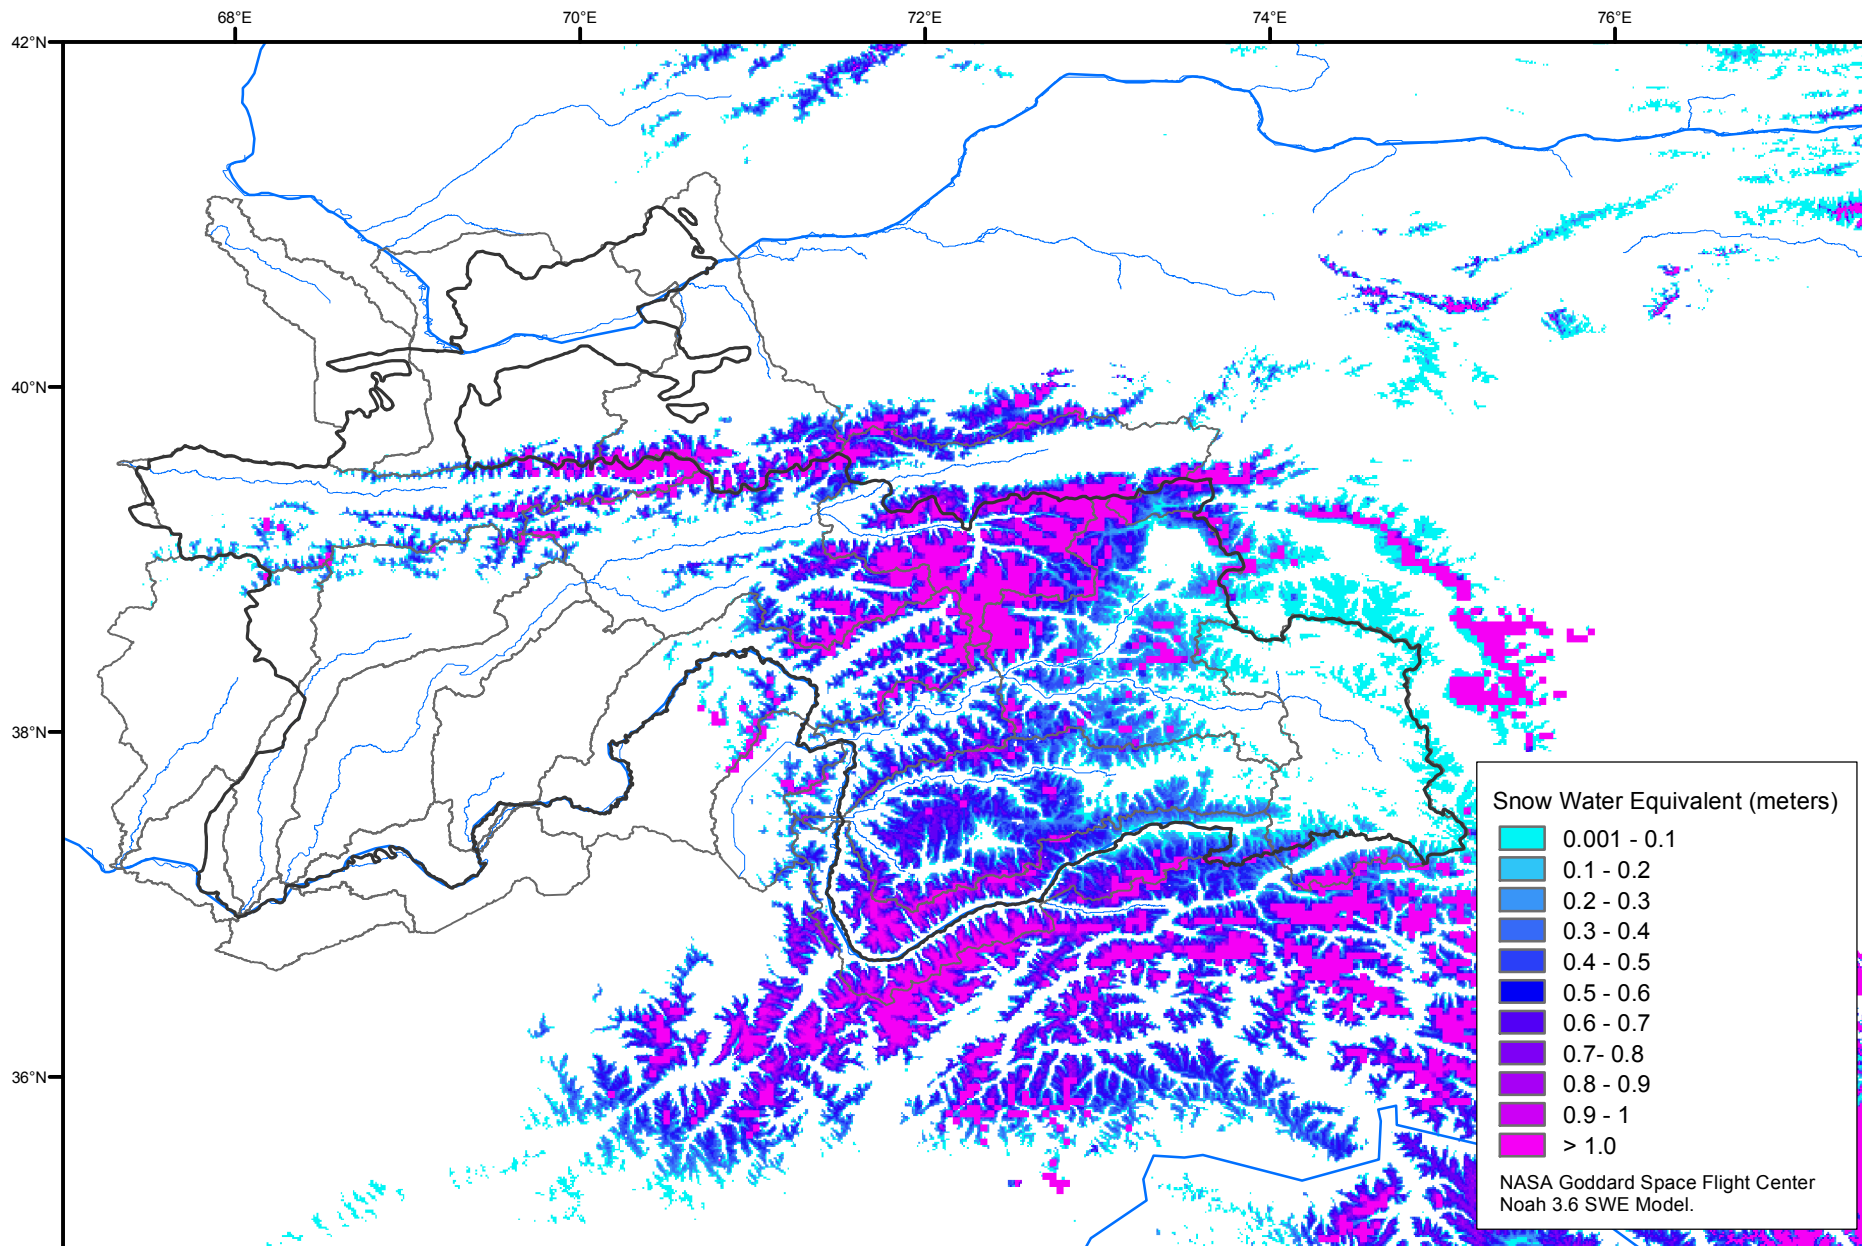 68°E 70°E 72°E 74°E 76°E
42°N
40°N
38°N
36°N
Snow Water Equivalent (meters)
0.001 - 0.1
0.1 - 0.2
0.2 - 0.3
0.3 - 0.4
0.4 - 0.5
0.5 - 0.6
0.6 - 0.7
0.7- 0.8
0.8 - 0.9
0.9 - 1
> 1.0
NASA Goddard Space Flight Center
Noah 3.6 SWE Model.